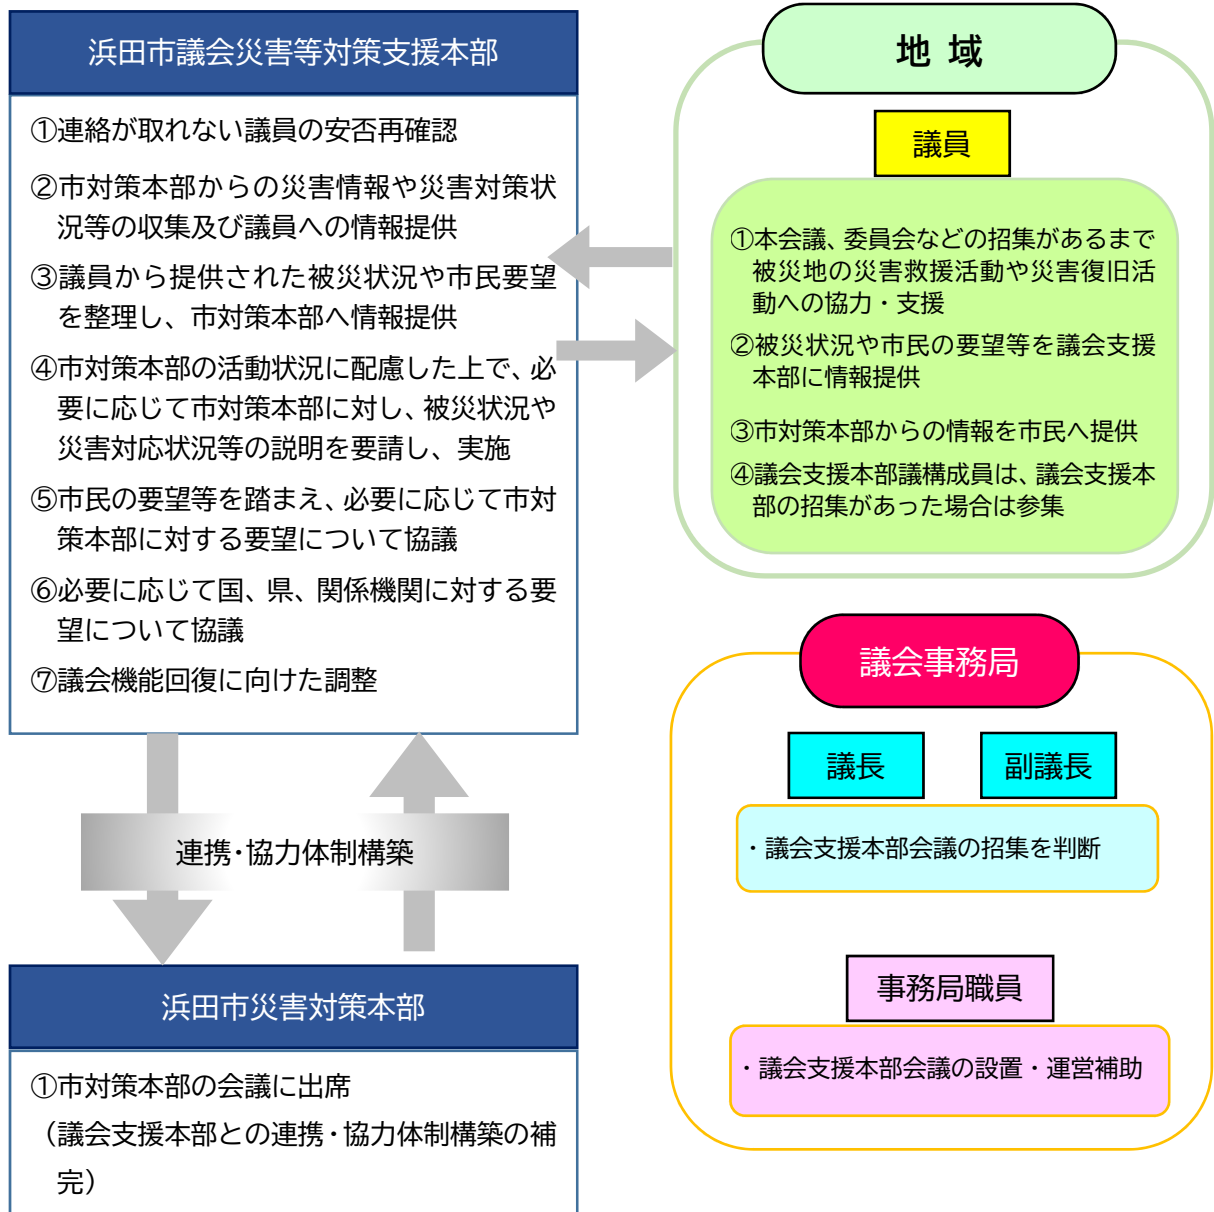 浜田市議会災害等対策支援本部
①連絡が取れない議員の安否再確認
②市対策本部からの災害情報や災害対策状
況等の収集及び議員への情報提供
③議員から提供された被災状況や市民要望
を整理し、市対策本部へ情報提供
④市対策本部の活動状況に配慮した上で、必
要に応じて市対策本部に対し、被災状況や
災害対応状況等の説明を要請し、実施
⑤市民の要望等を踏まえ、必要に応じて市対
策本部に対する要望について協議
⑥必要に応じて国、県、関係機関に対する要
望について協議
⑦議会機能回復に向けた調整
連携・協力体制構築
浜田市災害対策本部
①市対策本部の会議に出席
（議会支援本部との連携・協力体制構築の補
完）
地 域
議員
①本会議、委員会などの招集があるまで
被災地の災害救援活動や災害復旧活
動への協力・支援
②被災状況や市民の要望等を議会支援
本部に情報提供
③市対策本部からの情報を市民へ提供
④議会支援本部議構成員は、議会支援本
部の招集があった場合は参集
議会事務局
議長
副議長
・議会支援本部会議の招集を判断
事務局職員
・議会支援本部会議の設置・運営補助